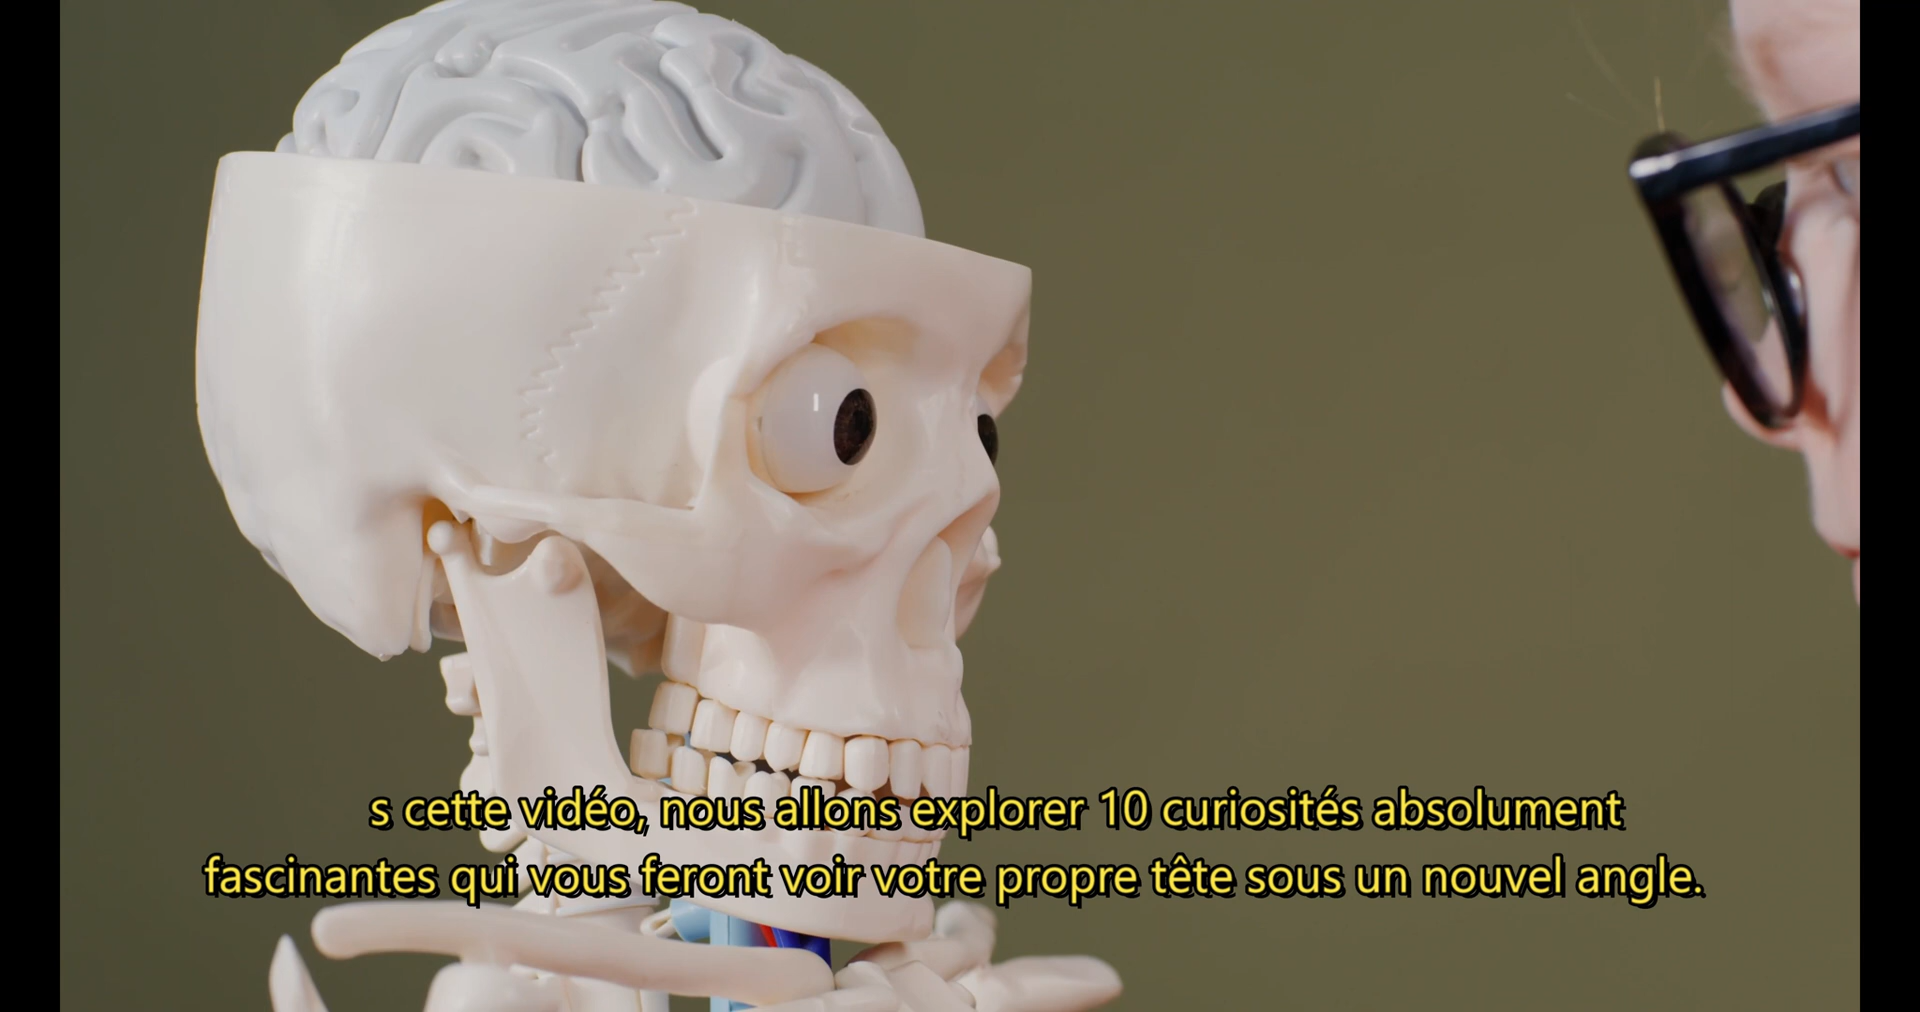 s cette vidéo, nous allons explorer 10 curiosités absolument
fascinantes qui vous feront voir votre propre tête sous un nouvel angle.